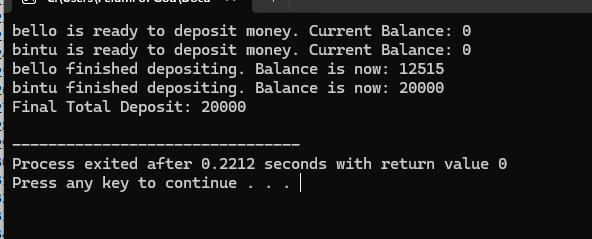 bello is ready to deposit money. Current Balance: 0
bintu is ready to deposit money. Current Balance: 0
bello finished depositing. Balance is now: 12515
bintu finished depositing. Balance is now: 20000
Final Total Deposit: 20000
--------------------------------
Process exited after 0.2212 seconds with return value 0
Press any key to continue . . .